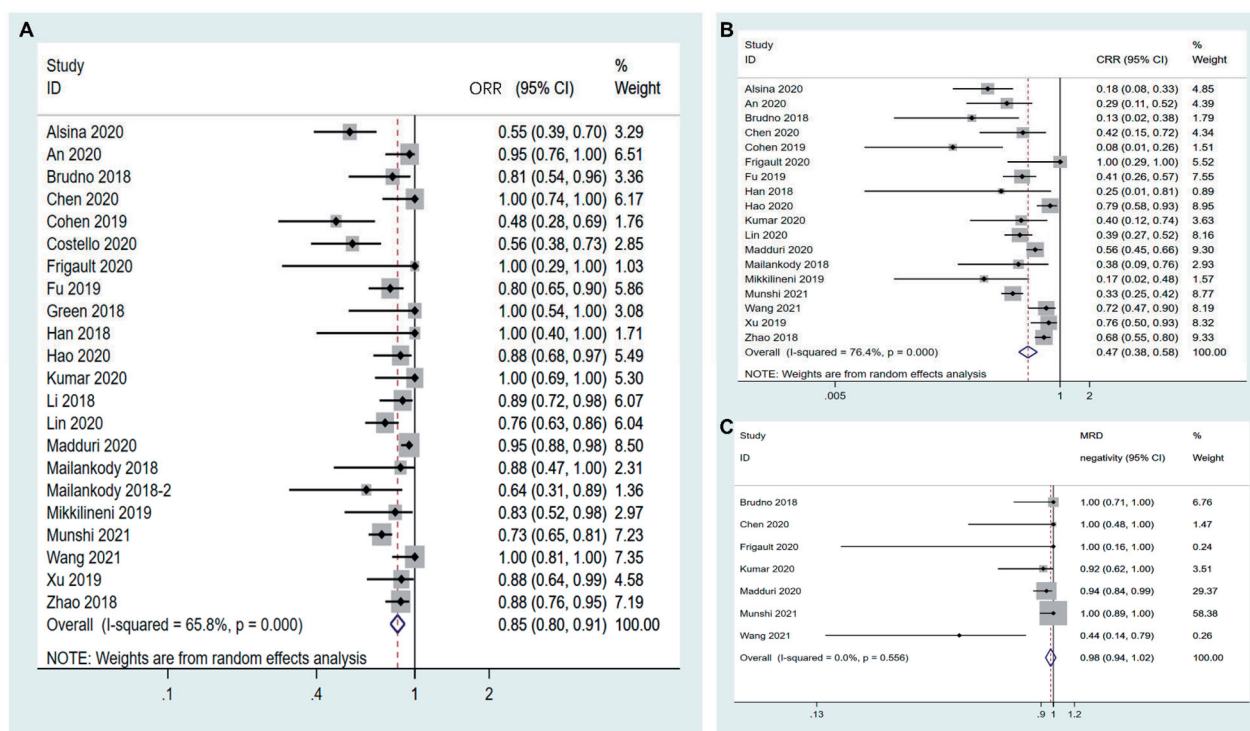 A
Study %
ID ORR (95% CI) Weight
Alsina 2020 0.55 (0.39, 0.70) 3.29
An 2020 0.95 (0.76, 1.00) 6.51
Brudno 2018 0.81 (0.54, 0.96) 3.36
Chen 2020 1.00 (0.74, 1.00) 6.17
Cohen 2019 0.48 (0.28, 0.69) 1.76
Costello 2020 0.56 (0.38, 0.73) 2.85
Frigault 2020 1.00 (0.29, 1.00) 1.03
Fu 2019 0.80 (0.65, 0.90) 5.86
Green 2018 1.00 (0.54, 1.00) 3.08
Han 2018 1.00 (0.40, 1.00) 1.71
Hao 2020 0.88 (0.68, 0.97) 5.49
Kumar 2020 1.00 (0.69, 1.00) 5.30
Li 2018 0.89 (0.72, 0.98) 6.07
Lin 2020 0.76 (0.63, 0.86) 6.04
Madduri 2020 0.95 (0.88, 0.98) 8.50
Mailankody 2018 0.88 (0.47, 1.00) 2.31
Mailankody 2018-2 0.64 (0.31, 0.89) 1.36
Mikkilineni 2019 0.83 (0.52, 0.98) 2.97
Munshi 2021 0.73 (0.65, 0.81) 7.23
Wang 2021 1.00 (0.81, 1.00) 7.35
Xu 2019 0.88 (0.64, 0.99) 4.58
Zhao 2018 0.88 (0.76, 0.95) 7.19
Overall (I-squared = 65.8%, p = 0.000) 0.85 (0.80, 0.91) 100.00
NOTE: Weights are from random effects analysis
.1 .4 1 2
B
Study %
ID CRR (95% CI) Weight
Alsina 2020 0.18 (0.08, 0.33) 4.85
An 2020 0.29 (0.11, 0.52) 4.39
Brudno 2018 0.13 (0.02, 0.38) 1.79
Chen 2020 0.42 (0.15, 0.72) 4.34
Cohen 2019 0.08 (0.01, 0.26) 1.51
Frigault 2020 1.00 (0.29, 1.00) 5.52
Fu 2019 0.41 (0.26, 0.57) 7.55
Han 2018 0.25 (0.01, 0.81) 0.89
Hao 2020 0.79 (0.58, 0.93) 8.95
Kumar 2020 0.40 (0.12, 0.74) 3.63
Lin 2020 0.39 (0.27, 0.52) 8.16
Madduri 2020 0.56 (0.45, 0.66) 9.30
Mailankody 2018 0.38 (0.09, 0.76) 2.93
Mikkilineni 2019 0.17 (0.02, 0.48) 1.57
Munshi 2021 0.33 (0.25, 0.42) 8.77
Wang 2021 0.72 (0.47, 0.90) 8.19
Xu 2019 0.76 (0.50, 0.93) 8.32
Zhao 2018 0.68 (0.55, 0.80) 9.33
Overall (I-squared = 76.4%, p = 0.000) 0.47 (0.38, 0.58) 100.00
NOTE: Weights are from random effects analysis
.005 1 2
C
Study MRD %
ID negativity (95% CI) Weight
Brudno 2018 1.00 (0.71, 1.00) 6.76
Chen 2020 1.00 (0.48, 1.00) 1.47
Frigault 2020 1.00 (0.16, 1.00) 0.24
Kumar 2020 0.92 (0.62, 1.00) 3.51
Madduri 2020 0.94 (0.84, 0.99) 29.37
Munshi 2021 1.00 (0.89, 1.00) 58.38
Wang 2021 0.44 (0.14, 0.79) 0.26
Overall (I-squared = 0.0%, p = 0.556) 0.98 (0.94, 1.02) 100.00
.13 .9 1 1.2